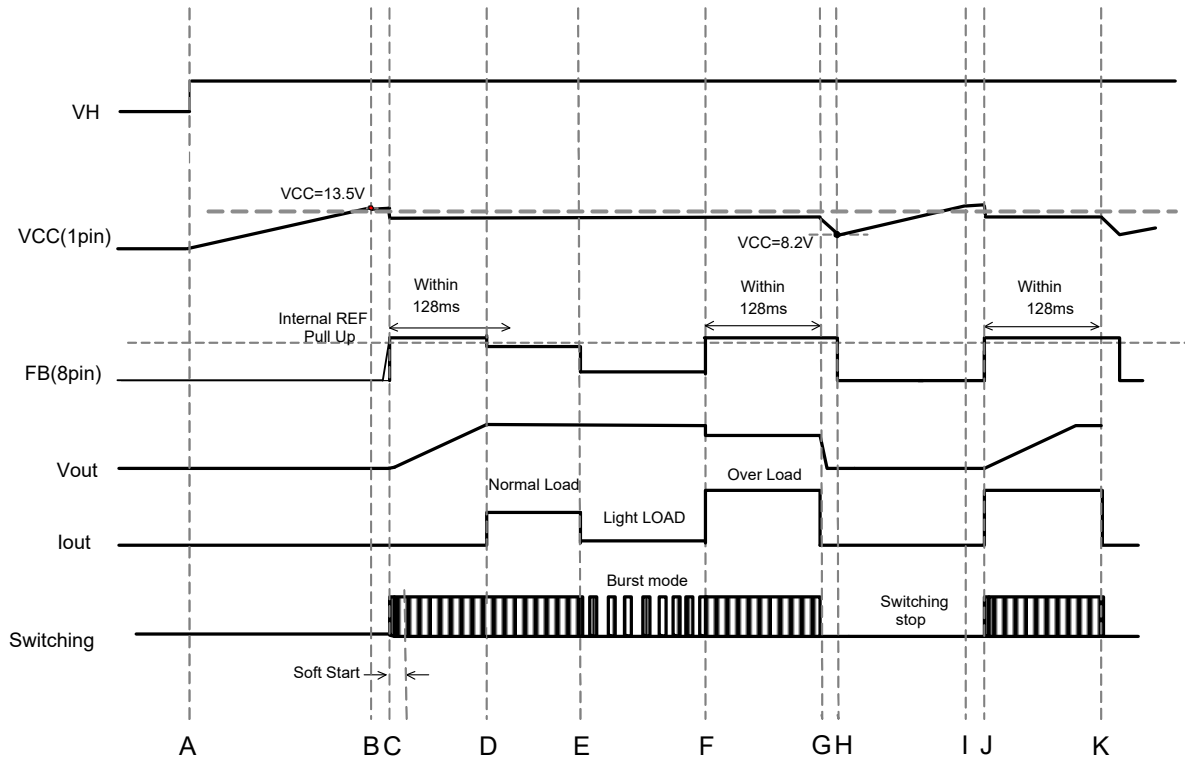 VH
VCC=13.5V
VCC(1pin)
VCC=8.2V
Within
128ms
Within
128ms
Within
128ms
Internal REF
Pull Up
FB(8pin)
Vout
Normal Load
Over Load
Light LOAD
Iout
Burst mode
Switching
stop
Switching
Soft Start
A B C D E F G H I J K